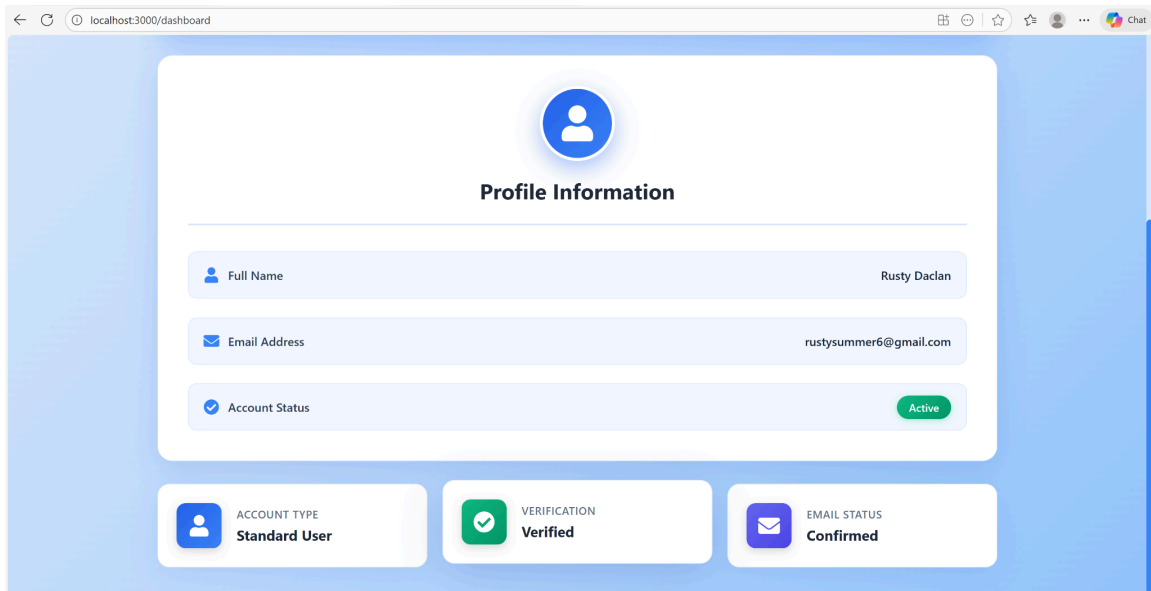 localhost:3000/dashboard
Chat
Profile Information
Full Name
Rusty Daclan
Email Address
rustysummer6@gmail.com
Account Status
Active
ACCOUNT TYPE
Standard User
VERIFICATION
Verified
EMAIL STATUS
Confirmed